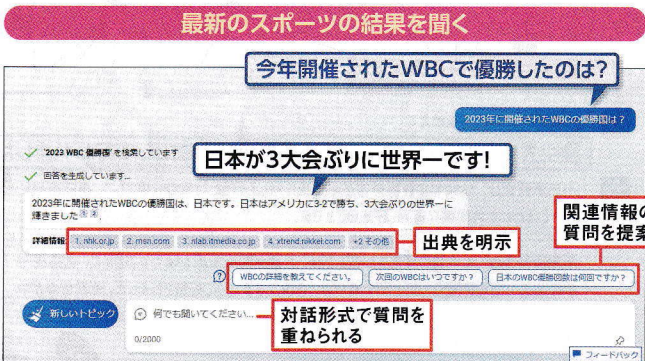 最新のスポーツの結果を聞く
今年開催されたWBCで優勝したのは?
2023年に開催されたWBCの優勝国は?
'2023 WBC 優勝国' を検索しています
日本が3大会ぶりに世界一です!
回答を生成しています...
2023年に開催されたWBCの優勝国は、日本です。日本はアメリカに3-2で勝ち、3大会ぶりの世界一に
輝きました 1 2.
関連情報の
質問を提案
詳細情報: 1. nhk.or.jp 2. msn.com 3. nlab.itmedia.co.jp 4. xtrend.nikkei.com +2 その他
出典を明示
WBCの詳細を教えてください。 次回のWBCはいつですか? 日本のWBC優勝回数は何回ですか?
新しいトピック
何でも聞いてください...
対話形式で質問を
重ねられる
0/2000
フィードバック